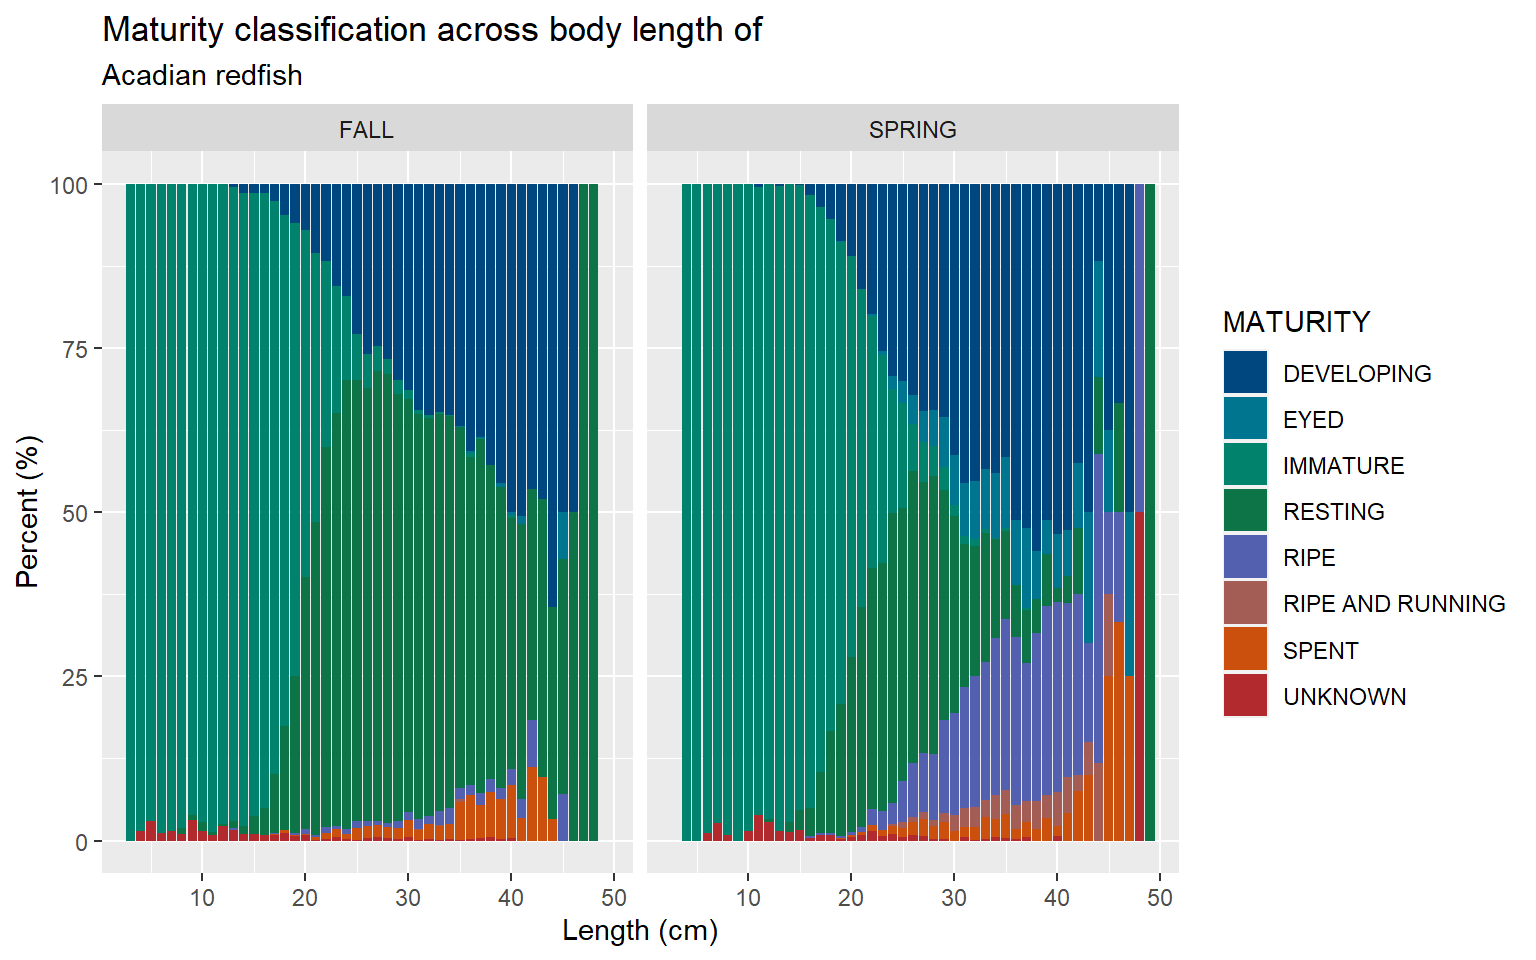 Maturity classification across body length of
Acadian redfish
FALL
SPRING
100
75
50
25
0
Percent (%)
10
20
30
40
50
10
20
30
40
50
Length (cm)
MATURITY
DEVELOPING
EYED
IMMATURE
RESTING
RIPE
RIPE AND RUNNING
SPENT
UNKNOWN